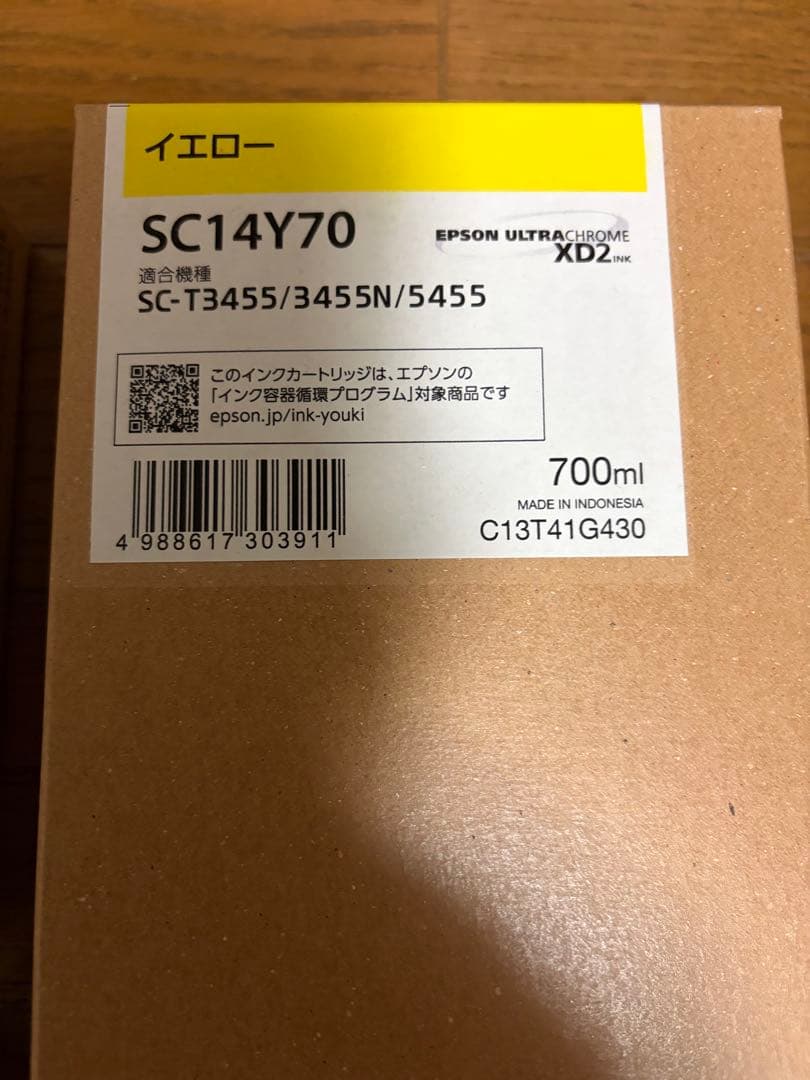 イエロー
SC14Y70
EPSON ULTRACHROME
XD2 INK
適合機種
SC-T3455/3455N/5455
このインクカートリッジは、エプソンの
「インク容器循環プログラム」対象商品です
epson.jp/ink-youki
700ml
MADE IN INDONESIA
C13T41G430
4 988617 303911